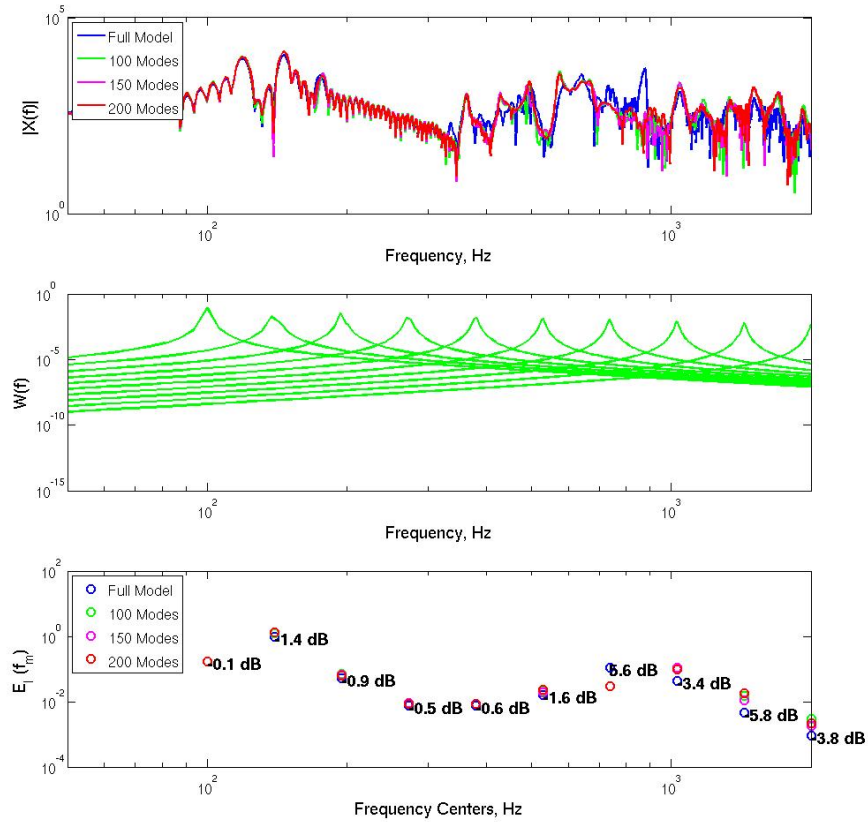 10^5
Full Model
100 Modes
150 Modes
200 Modes
|X(f)|
10^0
10^2
10^3
Frequency, Hz
10^0
10^-5
W(f)
10^-10
10^-15
10^2
10^3
Frequency, Hz
10^2
Full Model
100 Modes
150 Modes
200 Modes
10^0
E_l (f_m)
10^-2
10^-4
-0.1 dB
-1.4 dB
-0.9 dB
-0.5 dB
-0.6 dB
-1.6 dB
5.6 dB
-3.4 dB
-5.8 dB
-3.8 dB
10^2
10^3
Frequency Centers, Hz